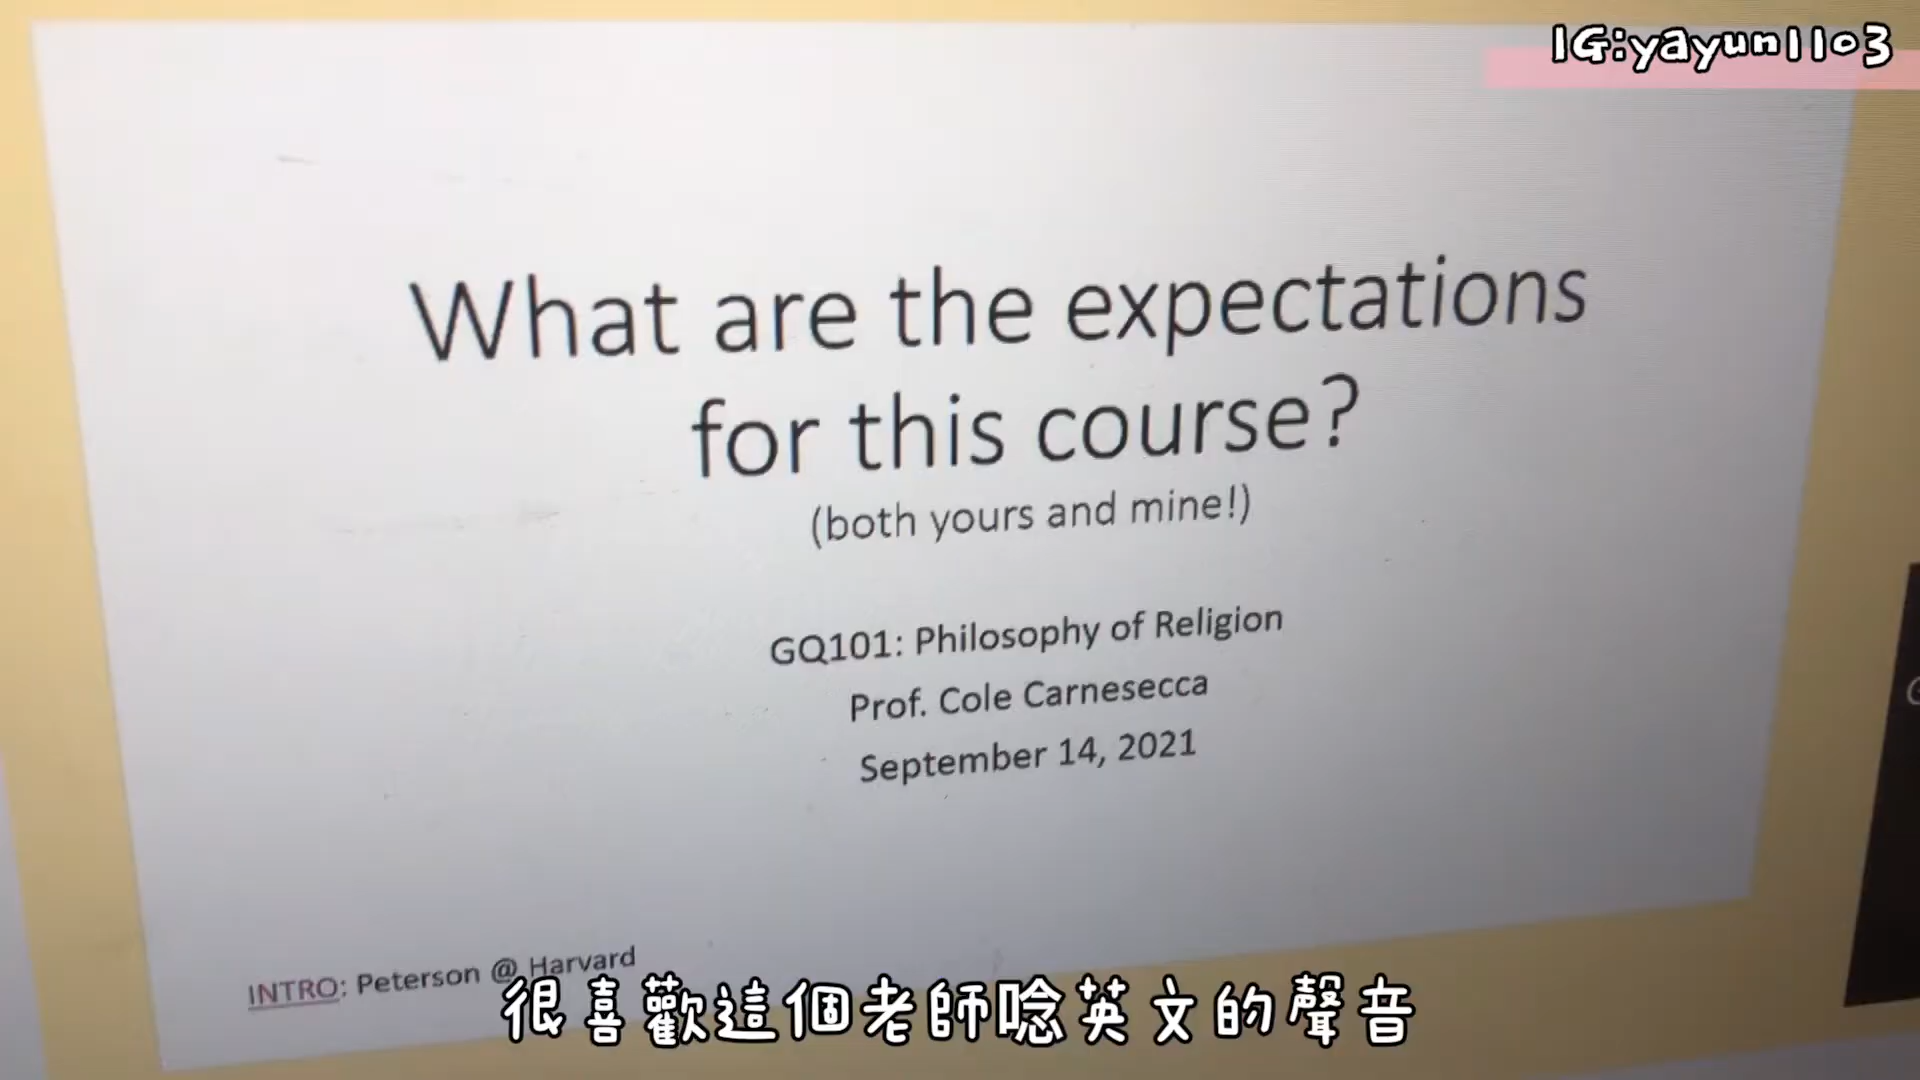 IG:yayun1103
What are the expectations
for this course?
(both yours and mine!)
GQ101: Philosophy of Religion
Prof. Cole Carnesecca
September 14, 2021
INTRO: Peterson @ Harvard
很喜歡這個老師唸英文的聲音